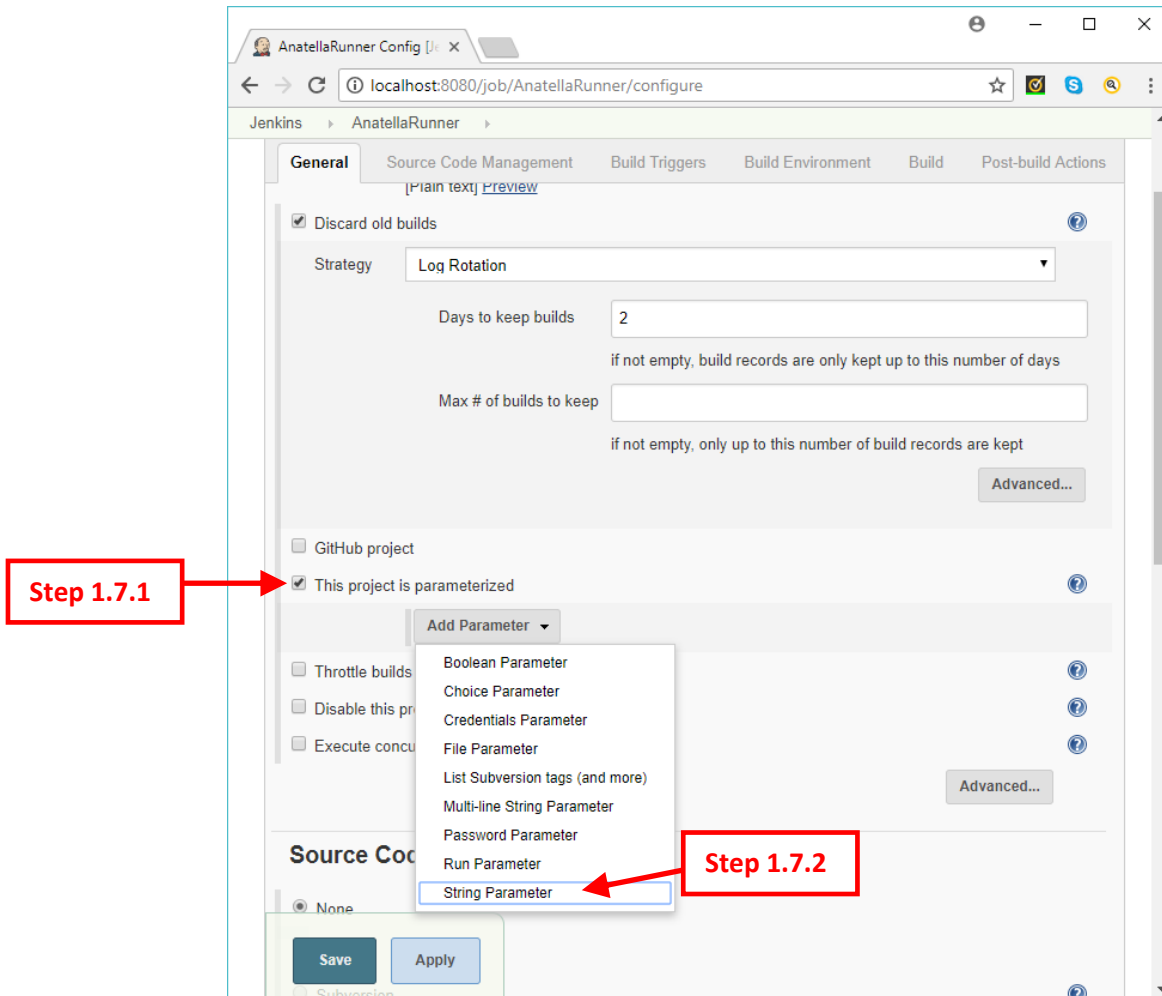 AnatellaRunner Config [Je
localhost:8080/job/AnatellaRunner/configure
Jenkins AnatellaRunner
General Source Code Management Build Triggers Build Environment Build Post-build Actions
[Plain text] Preview
Discard old builds
Strategy Log Rotation
Days to keep builds 2
if not empty, build records are only kept up to this number of days
Max # of builds to keep
if not empty, only up to this number of build records are kept
Advanced...
GitHub project
Step 1.7.1
This project is parameterized
Add Parameter
Throttle builds
Boolean Parameter
Choice Parameter
Disable this pr
Credentials Parameter
Execute concu
File Parameter
List Subversion tags (and more)
Advanced...
Multi-line String Parameter
Password Parameter
Source Coc
Run Parameter
Step 1.7.2
String Parameter
None
Save Apply
Subversion